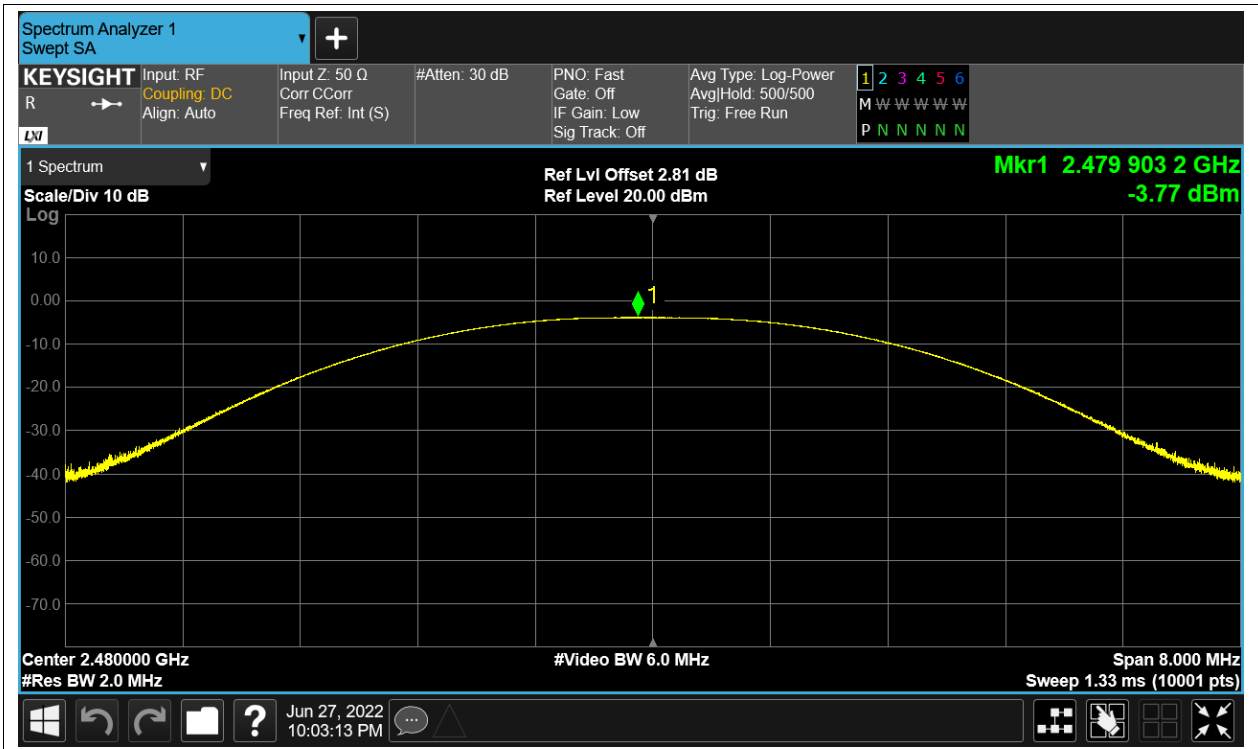 Spectrum Analyzer 1
Swept SA
KEYSIGHT
R
LXI
Input: RF
Coupling: DC
Align: Auto
Input Z: 50 Ω
Corr CCorr
Freq Ref: Int (S)
#Atten: 30 dB
PNO: Fast
Gate: Off
IF Gain: Low
Sig Track: Off
Avg Type: Log-Power
Avg|Hold: 500/500
Trig: Free Run
1 2 3 4 5 6
M W W W W W
P N N N N N
1 Spectrum
Scale/Div 10 dB
Log
Ref Lvl Offset 2.81 dB
Ref Level 20.00 dBm
Mkr1 2.479 903 2 GHz
-3.77 dBm
10.0
0.00
-10.0
-20.0
-30.0
-40.0
-50.0
-60.0
-70.0
1
Center 2.480000 GHz
#Res BW 2.0 MHz
#Video BW 6.0 MHz
Span 8.000 MHz
Sweep 1.33 ms (10001 pts)
?
Jun 27, 2022
10:03:13 PM